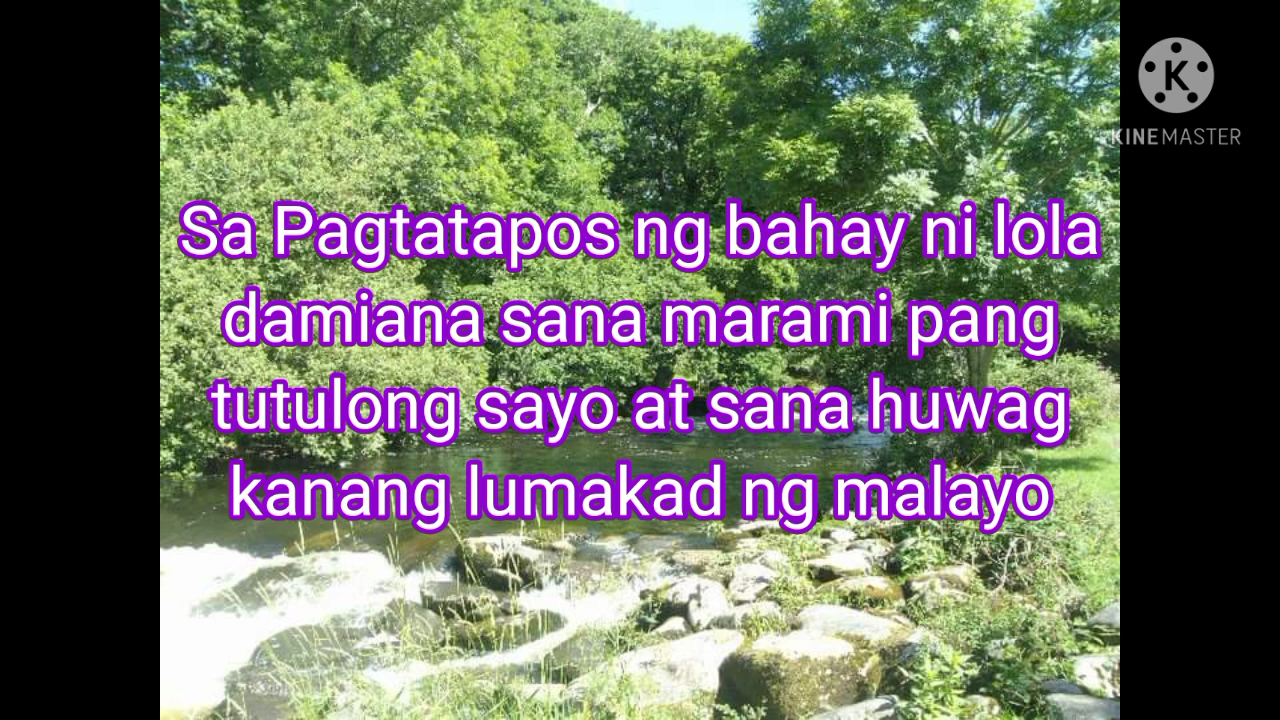 KINEMASTER
Sa Pagtatapos ng bahay ni lola
damiana sana marami pang
tutulong sayo at sana huwag
kanang lumakad ng malayo